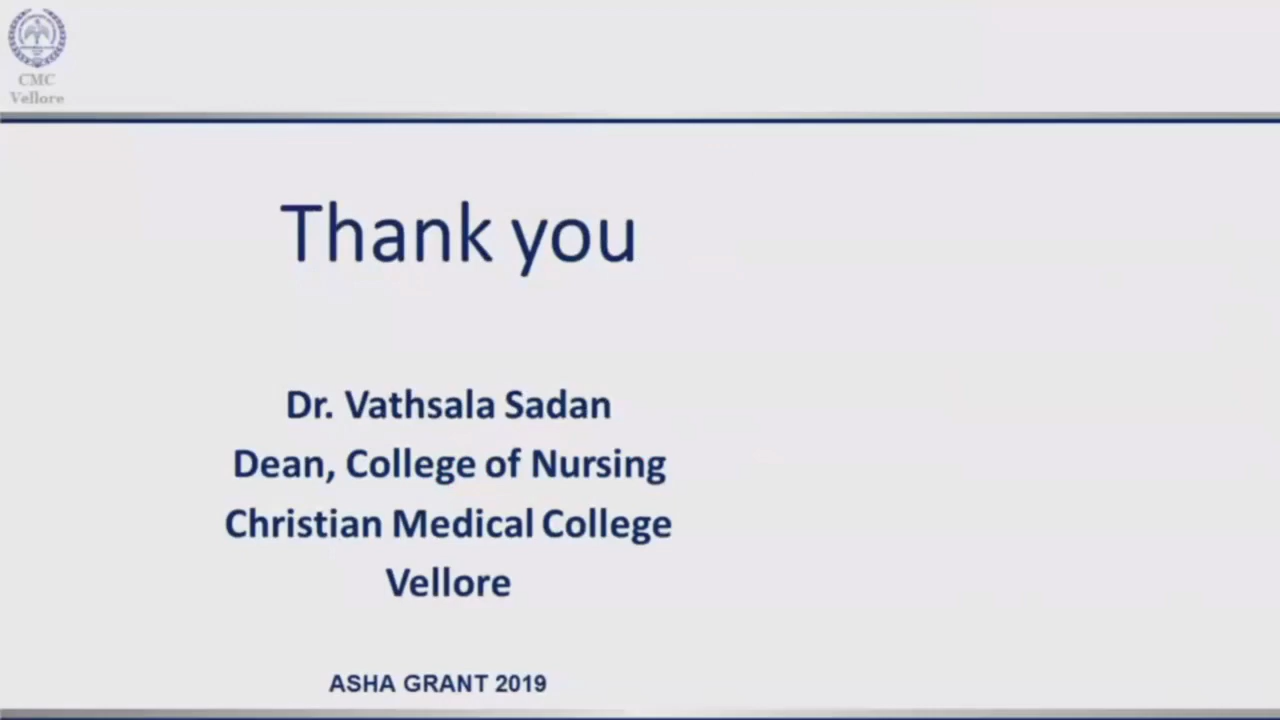 CMC
Vellore
Thank you
Dr. Vathsala Sadan
Dean, College of Nursing
Christian Medical College
Vellore
ASHA GRANT 2019